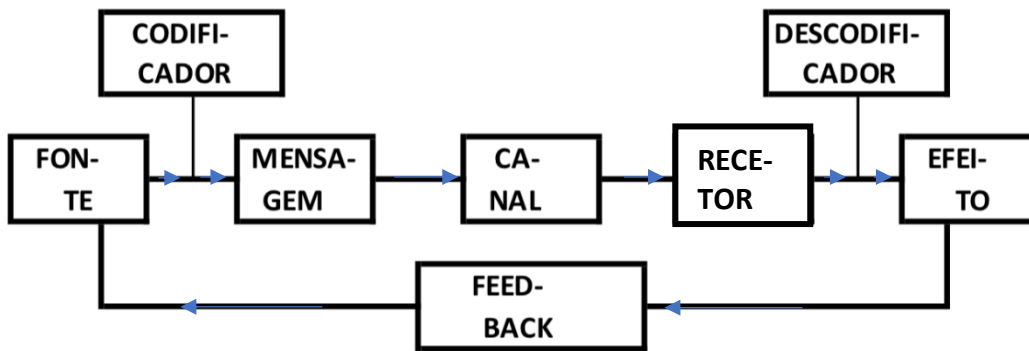 CODIFI-
CADOR
DESCODIFI-
CADOR
FON-
TE
MENSA-
GEM
CA-
NAL
RECE-
TOR
EFEI-
TO
FEED-
BACK